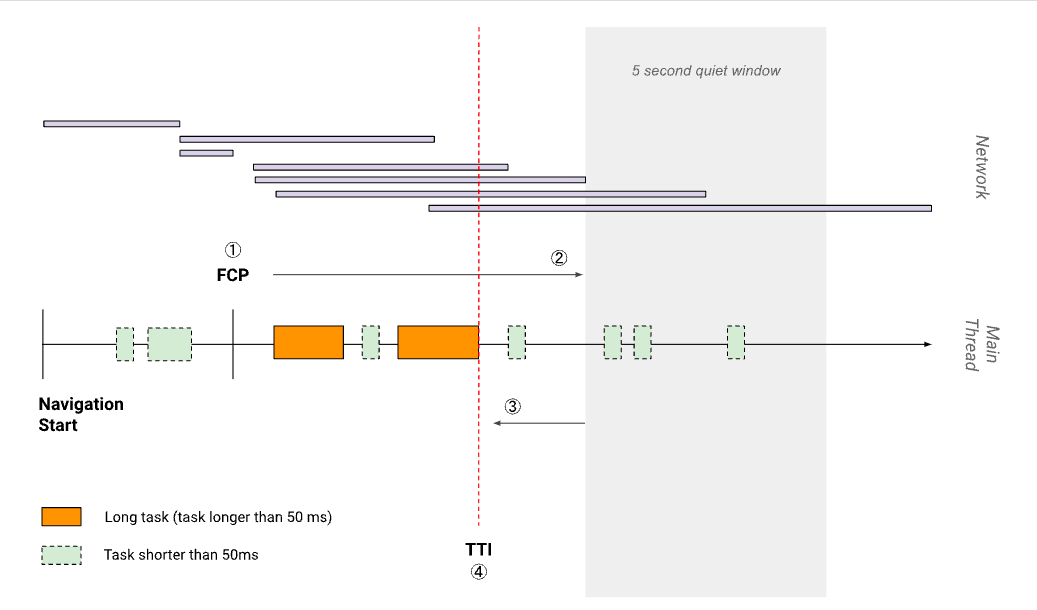 5 second quiet window
Network
①
FCP
②
Main
Thread
③
Navigation
Start
Long task (task longer than 50 ms)
Task shorter than 50ms
TTI
④